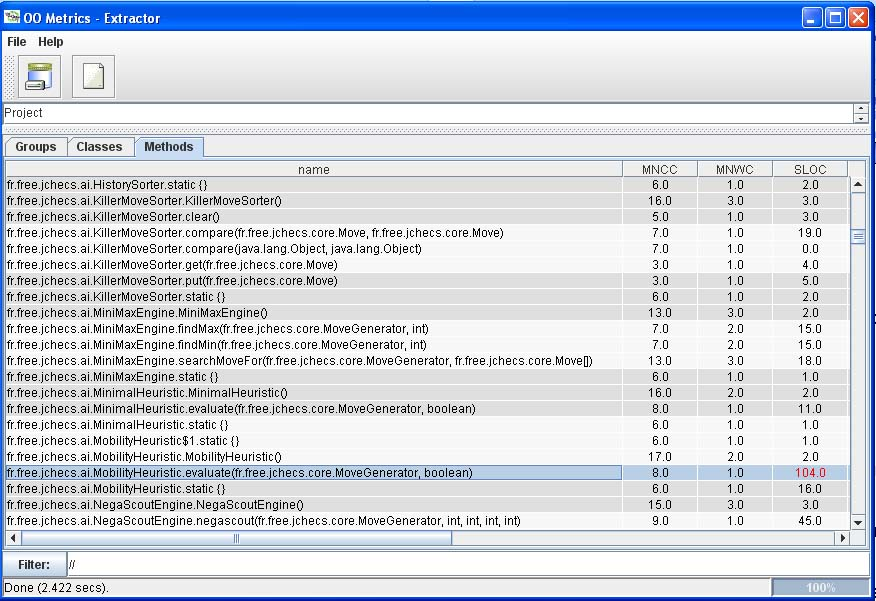 OO Metrics - Extractor
File Help
Project
Groups Classes Methods
name MNCC MNWC SLOC
fr.free.jchecs.ai.HistorySorter.static {} 6.0 1.0 2.0
fr.free.jchecs.ai.KillerMoveSorter.KillerMoveSorter() 16.0 3.0 3.0
fr.free.jchecs.ai.KillerMoveSorter.clear() 5.0 1.0 3.0
fr.free.jchecs.ai.KillerMoveSorter.compare(fr.free.jchecs.core.Move, fr.free.jchecs.core.Move) 7.0 1.0 19.0
fr.free.jchecs.ai.KillerMoveSorter.compare(java.lang.Object, java.lang.Object) 7.0 1.0 0.0
fr.free.jchecs.ai.KillerMoveSorter.get(fr.free.jchecs.core.Move) 3.0 1.0 4.0
fr.free.jchecs.ai.KillerMoveSorter.put(fr.free.jchecs.core.Move) 3.0 1.0 5.0
fr.free.jchecs.ai.KillerMoveSorter.static {} 6.0 1.0 2.0
fr.free.jchecs.ai.MiniMaxEngine.MiniMaxEngine() 13.0 3.0 2.0
fr.free.jchecs.ai.MiniMaxEngine.findMax(fr.free.jchecs.core.MoveGenerator, int) 7.0 2.0 15.0
fr.free.jchecs.ai.MiniMaxEngine.findMin(fr.free.jchecs.core.MoveGenerator, int) 7.0 2.0 15.0
fr.free.jchecs.ai.MiniMaxEngine.searchMoveFor(fr.free.jchecs.core.MoveGenerator, fr.free.jchecs.core.Move[]) 13.0 3.0 18.0
fr.free.jchecs.ai.MiniMaxEngine.static {} 6.0 1.0 1.0
fr.free.jchecs.ai.MinimalHeuristic.MinimalHeuristic() 16.0 2.0 2.0
fr.free.jchecs.ai.MinimalHeuristic.evaluate(fr.free.jchecs.core.MoveGenerator, boolean) 8.0 1.0 11.0
fr.free.jchecs.ai.MinimalHeuristic.static {} 6.0 1.0 1.0
fr.free.jchecs.ai.MobilityHeuristic$1.static {} 6.0 1.0 1.0
fr.free.jchecs.ai.MobilityHeuristic.MobilityHeuristic() 17.0 2.0 2.0
fr.free.jchecs.ai.MobilityHeuristic.evaluate(fr.free.jchecs.core.MoveGenerator, boolean) 8.0 1.0 104.0
fr.free.jchecs.ai.MobilityHeuristic.static {} 6.0 1.0 16.0
fr.free.jchecs.ai.NegaScoutEngine.NegaScoutEngine() 15.0 3.0 3.0
fr.free.jchecs.ai.NegaScoutEngine.negascout(fr.free.jchecs.core.MoveGenerator, int, int, int, int) 9.0 1.0 45.0
Filter: //
Done (2.422 secs). 100%